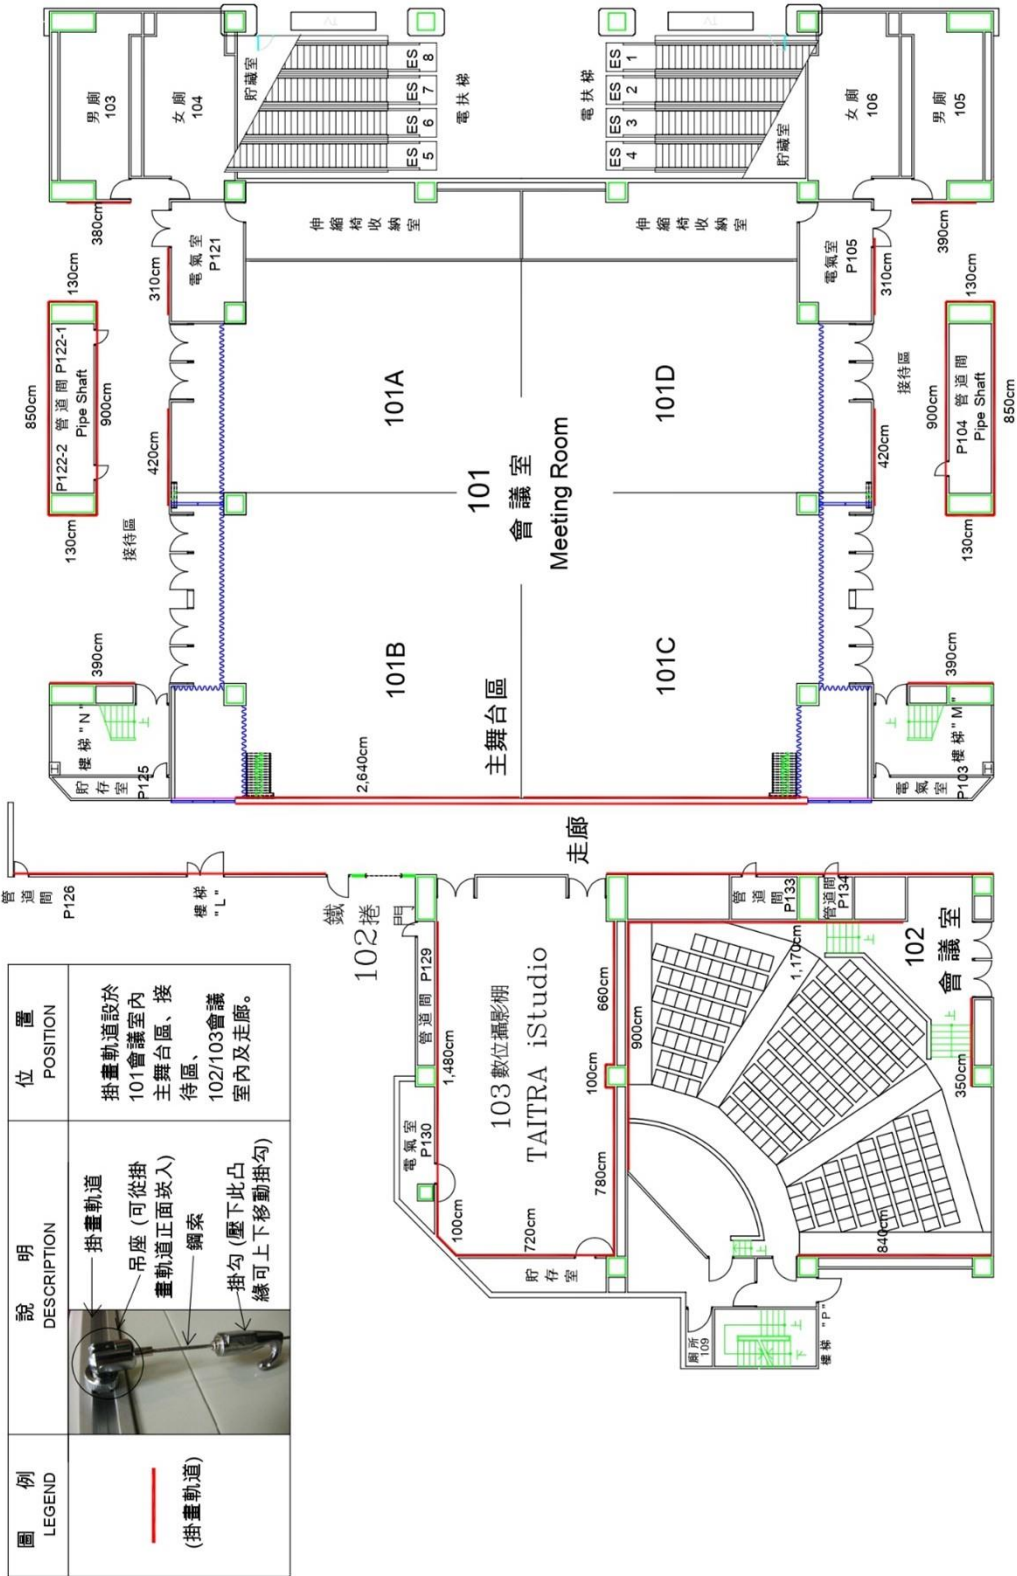 圖 例
LEGEND
說 明
DESCRIPTION
位 置
POSITION
(掛畫軌道)
掛畫軌道
吊座 (可從掛
畫軌道正面崁入)
鋼索
掛勾 (壓下此凸
緣可上下移動掛勾)
掛畫軌道設於
101會議室內
主舞台區、接
待區、
102/103會議
室內及走廊。
管道間
P126
樓梯
"L"
鐵捲門
102
走廊
管道間 P129
電氣室
P130
1,480cm
100cm
720cm
貯存室
103 數位攝影棚
TAITRA iStudio
660cm
100cm
780cm
900cm
管道間
P133
管道間
P134
1,170cm
上
102
會議室
上
350cm
840cm
上
廁所
109
上
下
樓梯 "P"
樓梯 "N"
上
貯存室
P125
390cm
接待區
130cm
850cm
P122-2 管道間 P122-1
Pipe Shaft
900cm
130cm
420cm
310cm
380cm
電氣室
P121
男廁
103
女廁
104
貯藏室
ES 8
ES 7
ES 6
ES 5
電扶梯
TV
電扶梯
ES 1
ES 2
ES 3
ES 4
TV
貯藏室
女廁
106
男廁
105
伸縮椅收納室
伸縮椅收納室
101A
101B
101
會議室
Meeting Room
101D
101C
主舞台區
2,640cm
電氣室
P105
310cm
390cm
130cm
接待區
900cm
P104 管道間
Pipe Shaft
850cm
420cm
130cm
390cm
上
樓梯 "M"
電氣室
P103